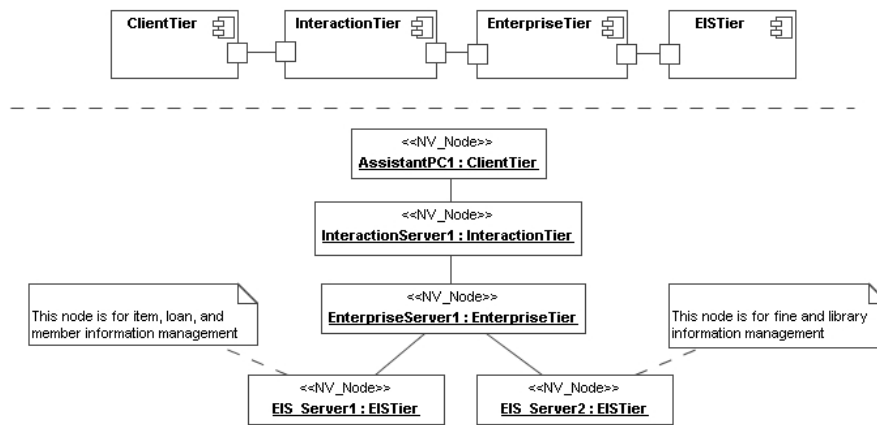 ClientTier
InteractionTier
EnterpriseTier
EISTier
<<NV_Node>>
AssistantPC1 : ClientTier
<<NV_Node>>
InteractionServer1 : InteractionTier
<<NV_Node>>
EnterpriseServer1 : EnterpriseTier
This node is for item, loan, and
member information management
This node is for fine and library
information management
<<NV_Node>>
EIS_Server1 : EISTier
<<NV_Node>>
EIS_Server2 : EISTier